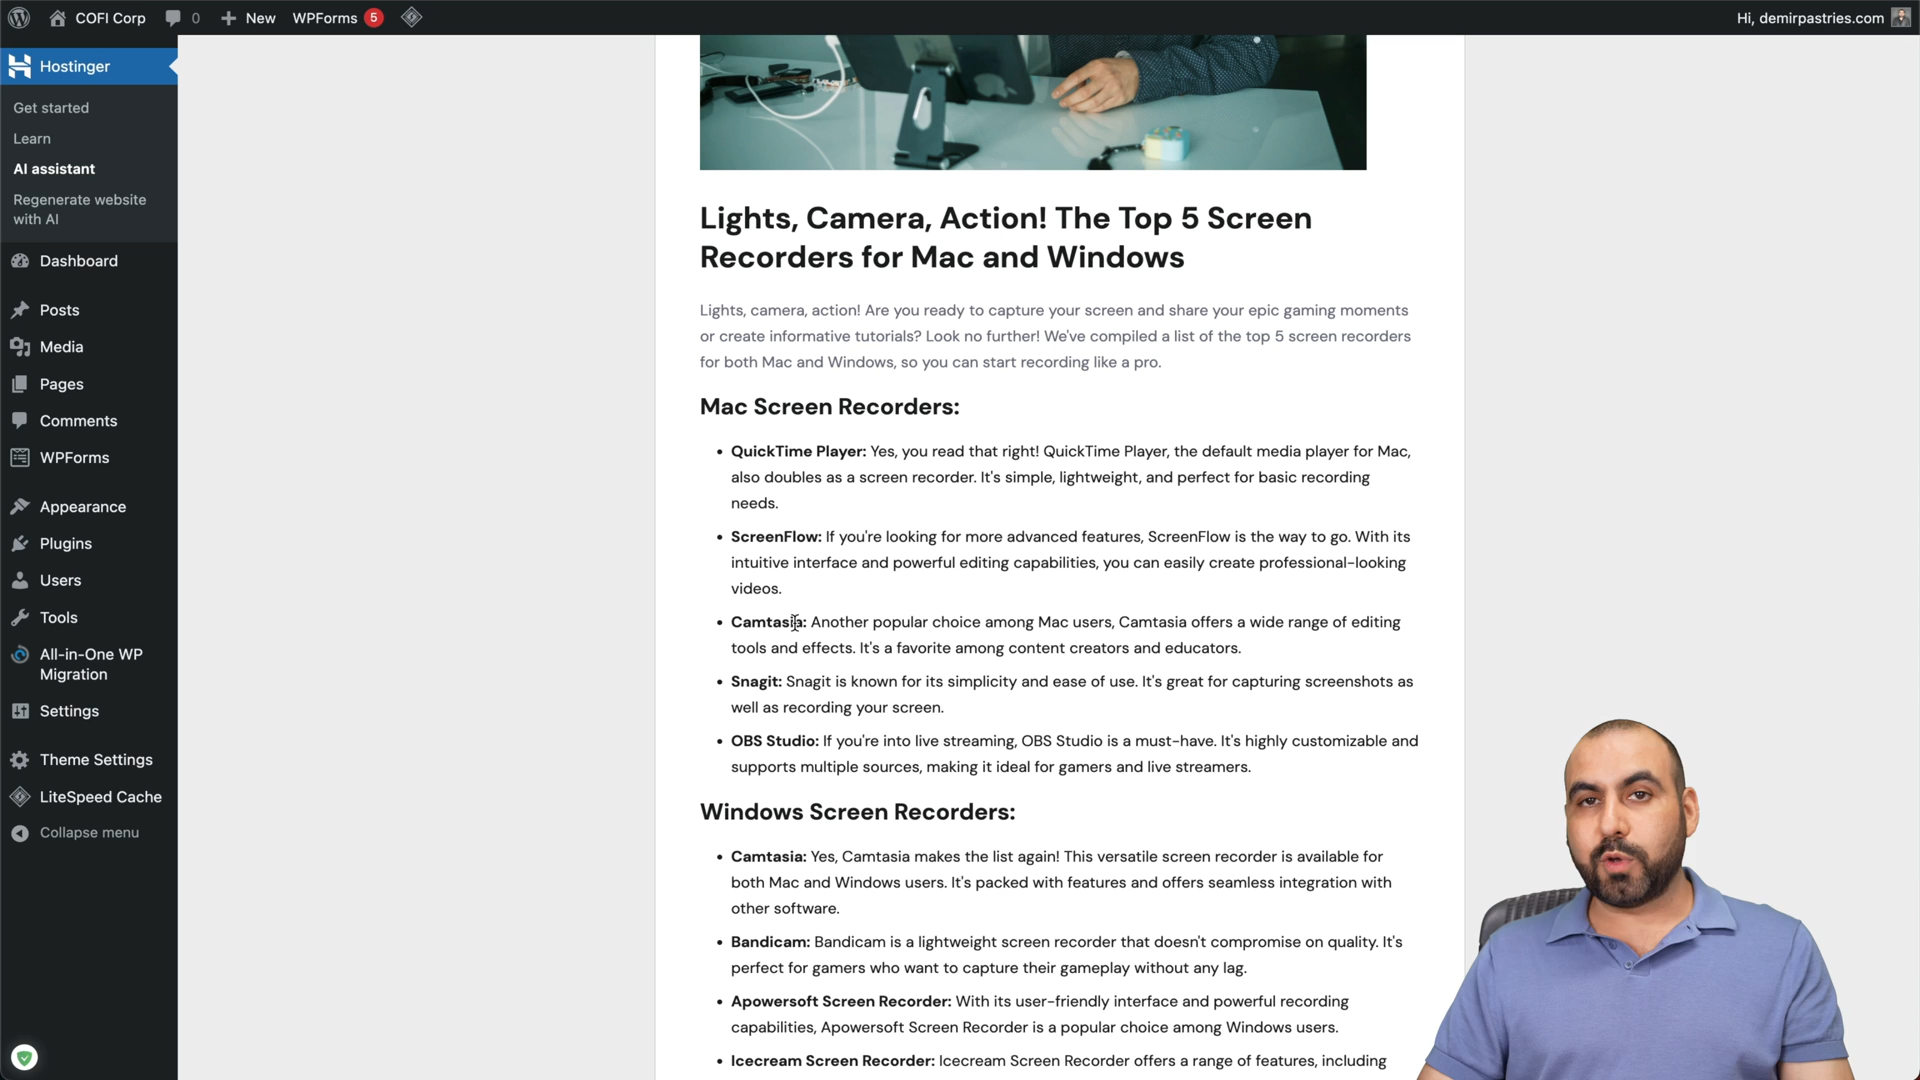 COFI Corp
0
New
WPForms
5
Hi, demirpastries.com
Hostinger
Get started
Learn
AI assistant
Regenerate website
with AI
Dashboard
Posts
Media
Pages
Comments
WPForms
Appearance
Plugins
Users
Tools
All-in-One WP
Migration
Settings
Theme Settings
LiteSpeed Cache
Collapse menu
Lights, Camera, Action! The Top 5 Screen
Recorders for Mac and Windows
Lights, camera, action! Are you ready to capture your screen and share your epic gaming moments
or create informative tutorials? Look no further! We've compiled a list of the top 5 screen recorders
for both Mac and Windows, so you can start recording like a pro.
Mac Screen Recorders:
• QuickTime Player: Yes, you read that right! QuickTime Player, the default media player for Mac,
also doubles as a screen recorder. It's simple, lightweight, and perfect for basic recording
needs.
• ScreenFlow: If you're looking for more advanced features, ScreenFlow is the way to go. With its
intuitive interface and powerful editing capabilities, you can easily create professional-looking
videos.
• Camtasia: Another popular choice among Mac users, Camtasia offers a wide range of editing
tools and effects. It's a favorite among content creators and educators.
• Snagit: Snagit is known for its simplicity and ease of use. It's great for capturing screenshots as
well as recording your screen.
• OBS Studio: If you're into live streaming, OBS Studio is a must-have. It's highly customizable and
supports multiple sources, making it ideal for gamers and live streamers.
Windows Screen Recorders:
• Camtasia: Yes, Camtasia makes the list again! This versatile screen recorder is available for
both Mac and Windows users. It's packed with features and offers seamless integration with
other software.
• Bandicam: Bandicam is a lightweight screen recorder that doesn't compromise on quality. It's
perfect for gamers who want to capture their gameplay without any lag.
• Apowersoft Screen Recorder: With its user-friendly interface and powerful recording
capabilities, Apowersoft Screen Recorder is a popular choice among Windows users.
• Icecream Screen Recorder: Icecream Screen Recorder offers a range of features, including